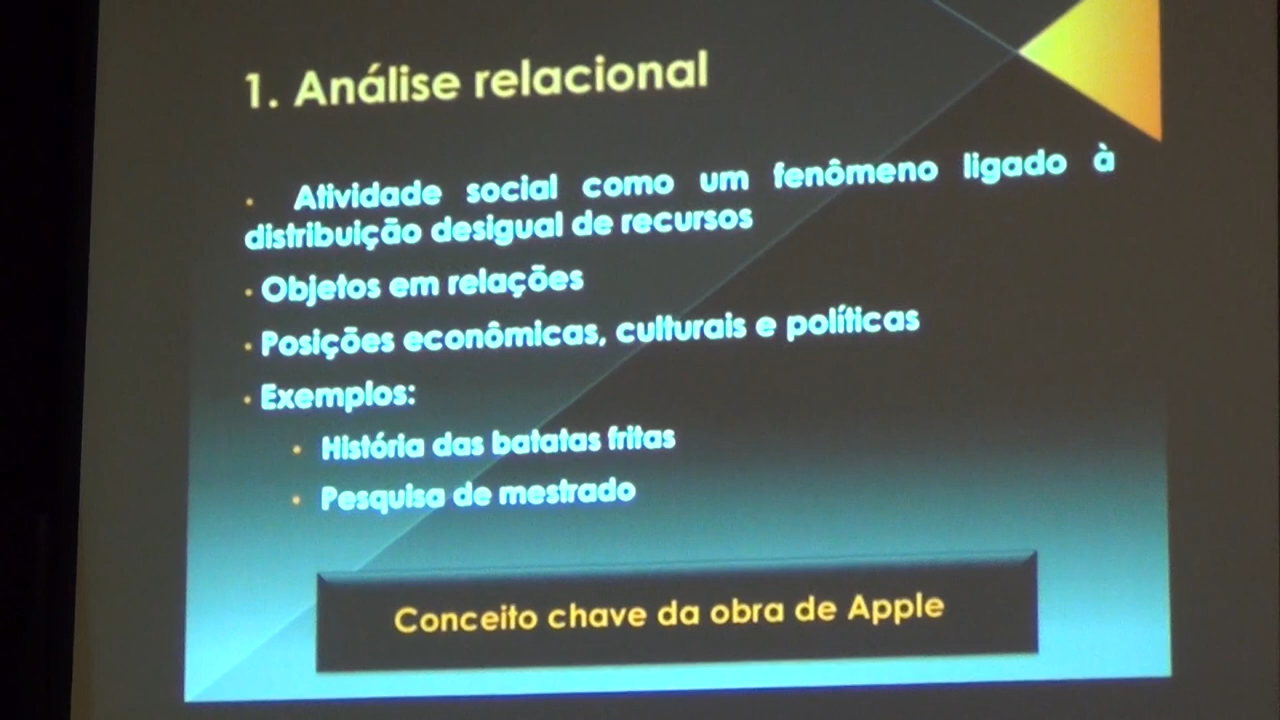 1. Análise relacional
• Atividade social como um fenômeno ligado à
distribuição desigual de recursos
• Objetos em relações
• Posições econômicas, culturais e políticas
• Exemplos:
• História das batatas fritas
• Pesquisa de mestrado
Conceito chave da obra de Apple